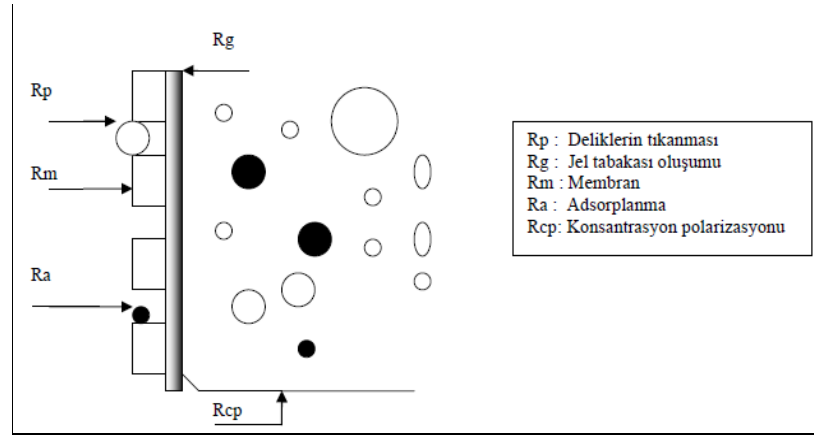 Rg
Rp
Rm
Ra
Rcp
Rp : Deliklerin tıkanması
Rg : Jel tabakası oluşumu
Rm : Membran
Ra : Adsorplanma
Rcp: Konsantrasyon polarizasyonu